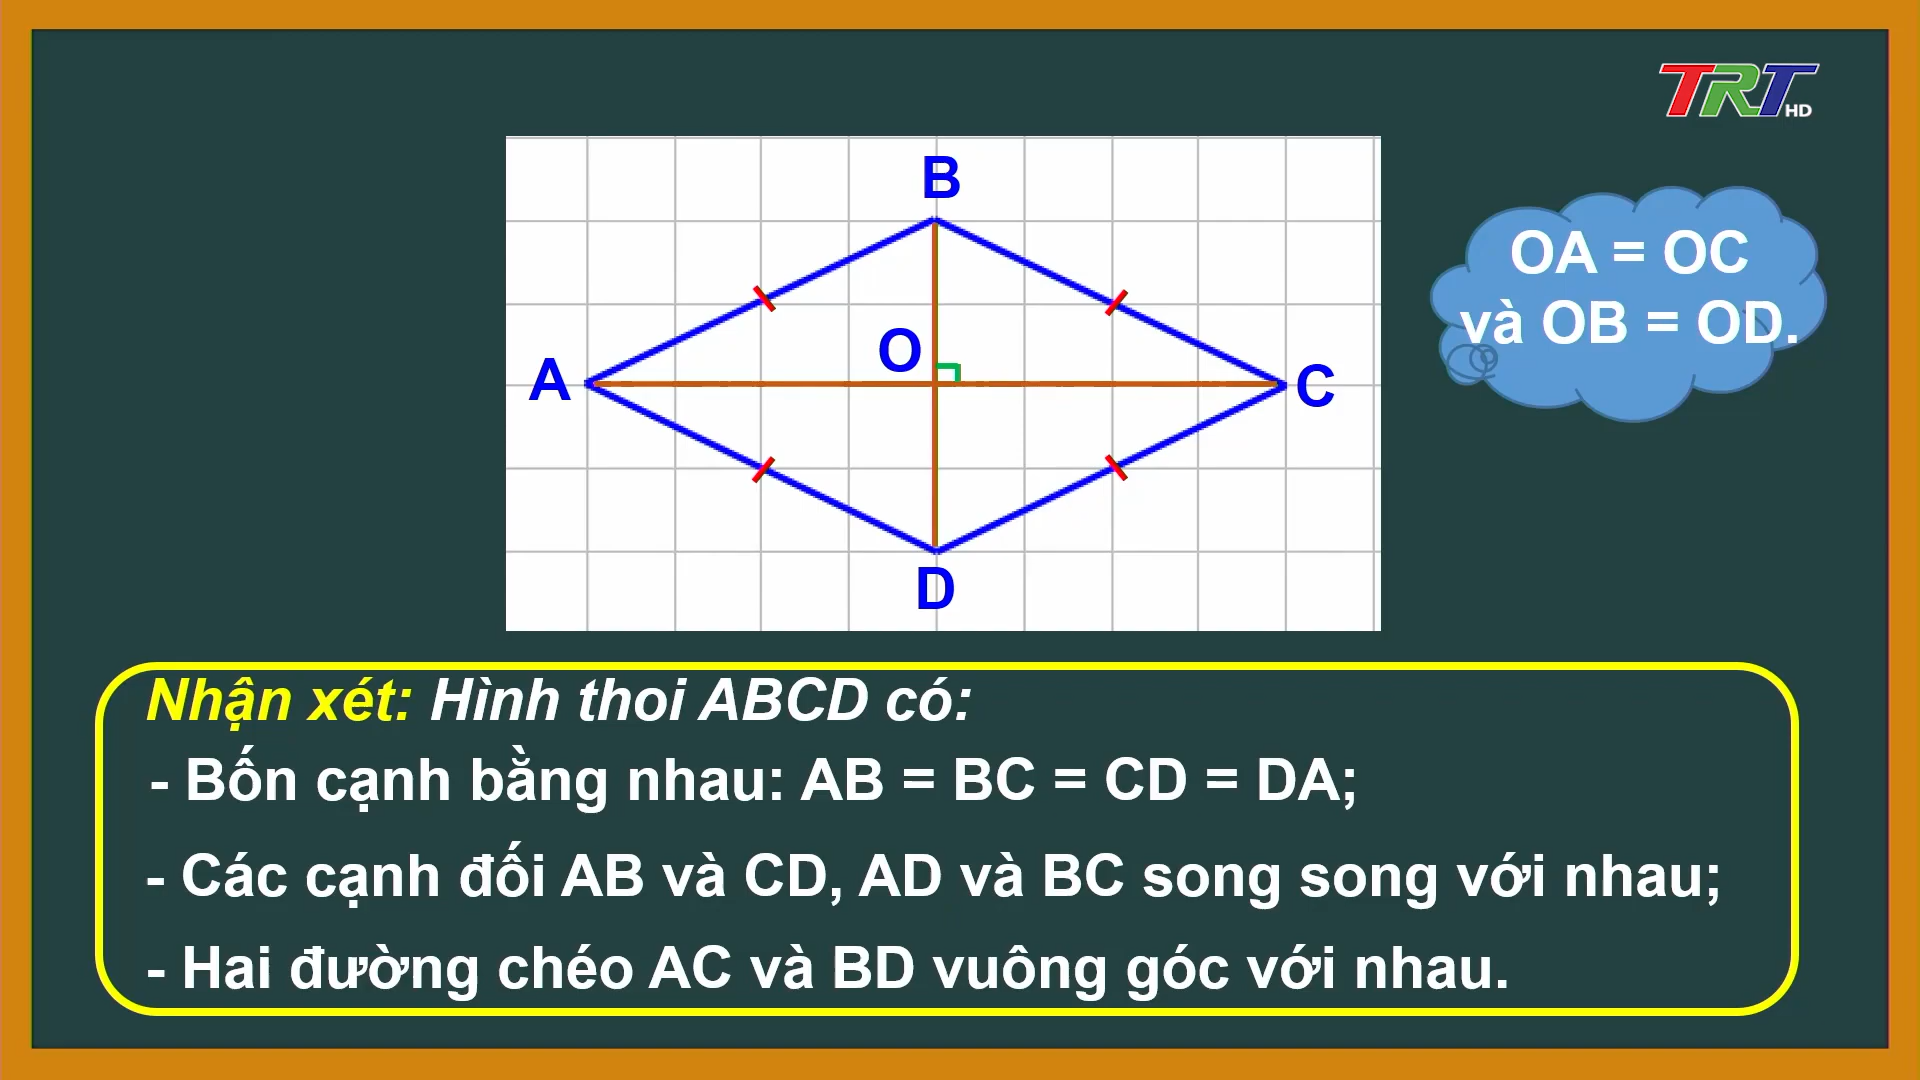 TRT HD
B
OA = OC
và OB = OD.
O
A
C
D
Nhận xét: Hình thoi ABCD có:
- Bốn cạnh bằng nhau: AB = BC = CD = DA;
- Các cạnh đối AB và CD, AD và BC song song với nhau;
- Hai đường chéo AC và BD vuông góc với nhau.